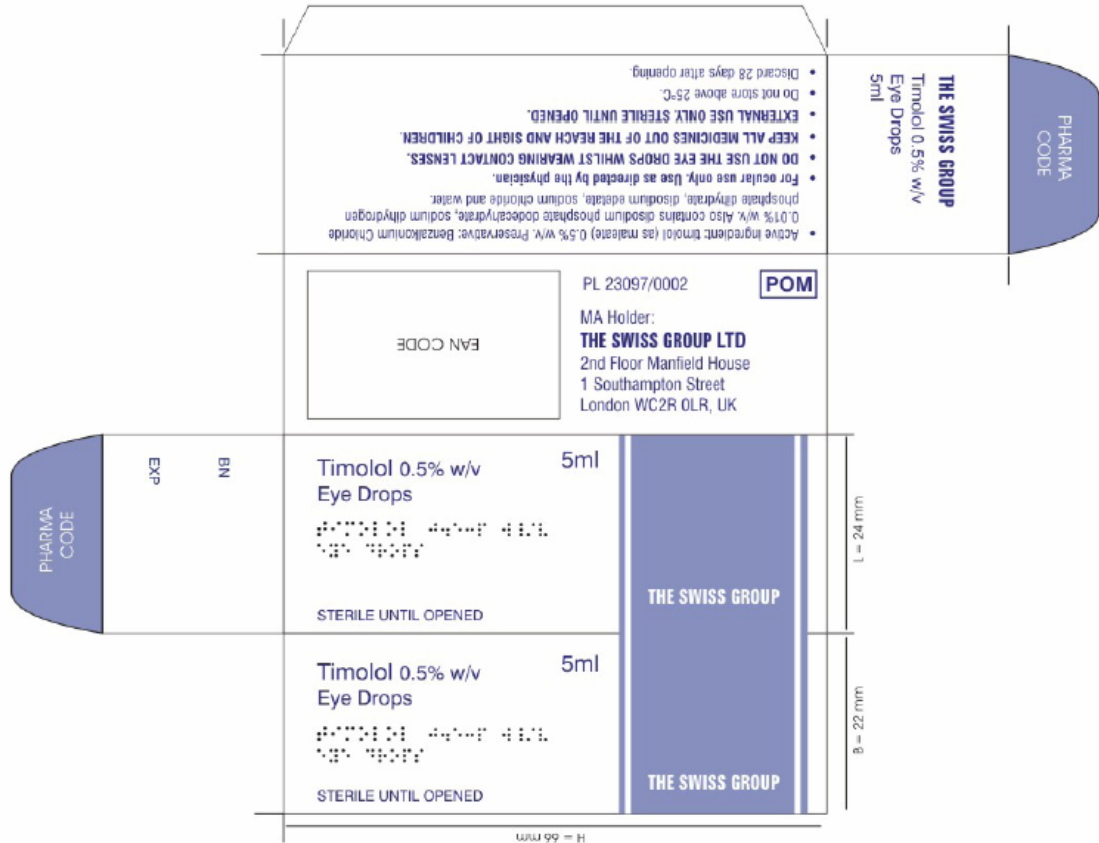 • Active ingredient: timolol (as maleate) 0.5% w/v. Preservative: Benzalkonium Chloride
0.01% w/v. Also contains disodium phosphate dodecahydrate, sodium dihydrogen
phosphate dihydrate, disodium edetate, sodium chloride and water.
• For ocular use only. Use as directed by the physician.
• DO NOT USE THE EYE DROPS WHILST WEARING CONTACT LENSES.
• KEEP ALL MEDICINES OUT OF THE REACH AND SIGHT OF CHILDREN.
• EXTERNAL USE ONLY. STERILE UNTIL OPENED.
• Do not store above 25°C.
• Discard 28 days after opening.
THE SWISS GROUP
Timolol 0.5% w/v
Eye Drops
5ml
PHARMA
CODE
EAN CODE
PL 23097/0002
POM
MA Holder:
THE SWISS GROUP LTD
2nd Floor Manfield House
1 Southampton Street
London WC2R 0LR, UK
PHARMA
CODE
EXP
BN
Timolol 0.5% w/v
5ml
Eye Drops
STERILE UNTIL OPENED
THE SWISS GROUP
L = 24 mm
Timolol 0.5% w/v
5ml
Eye Drops
STERILE UNTIL OPENED
THE SWISS GROUP
B = 22 mm
H = 66 mm